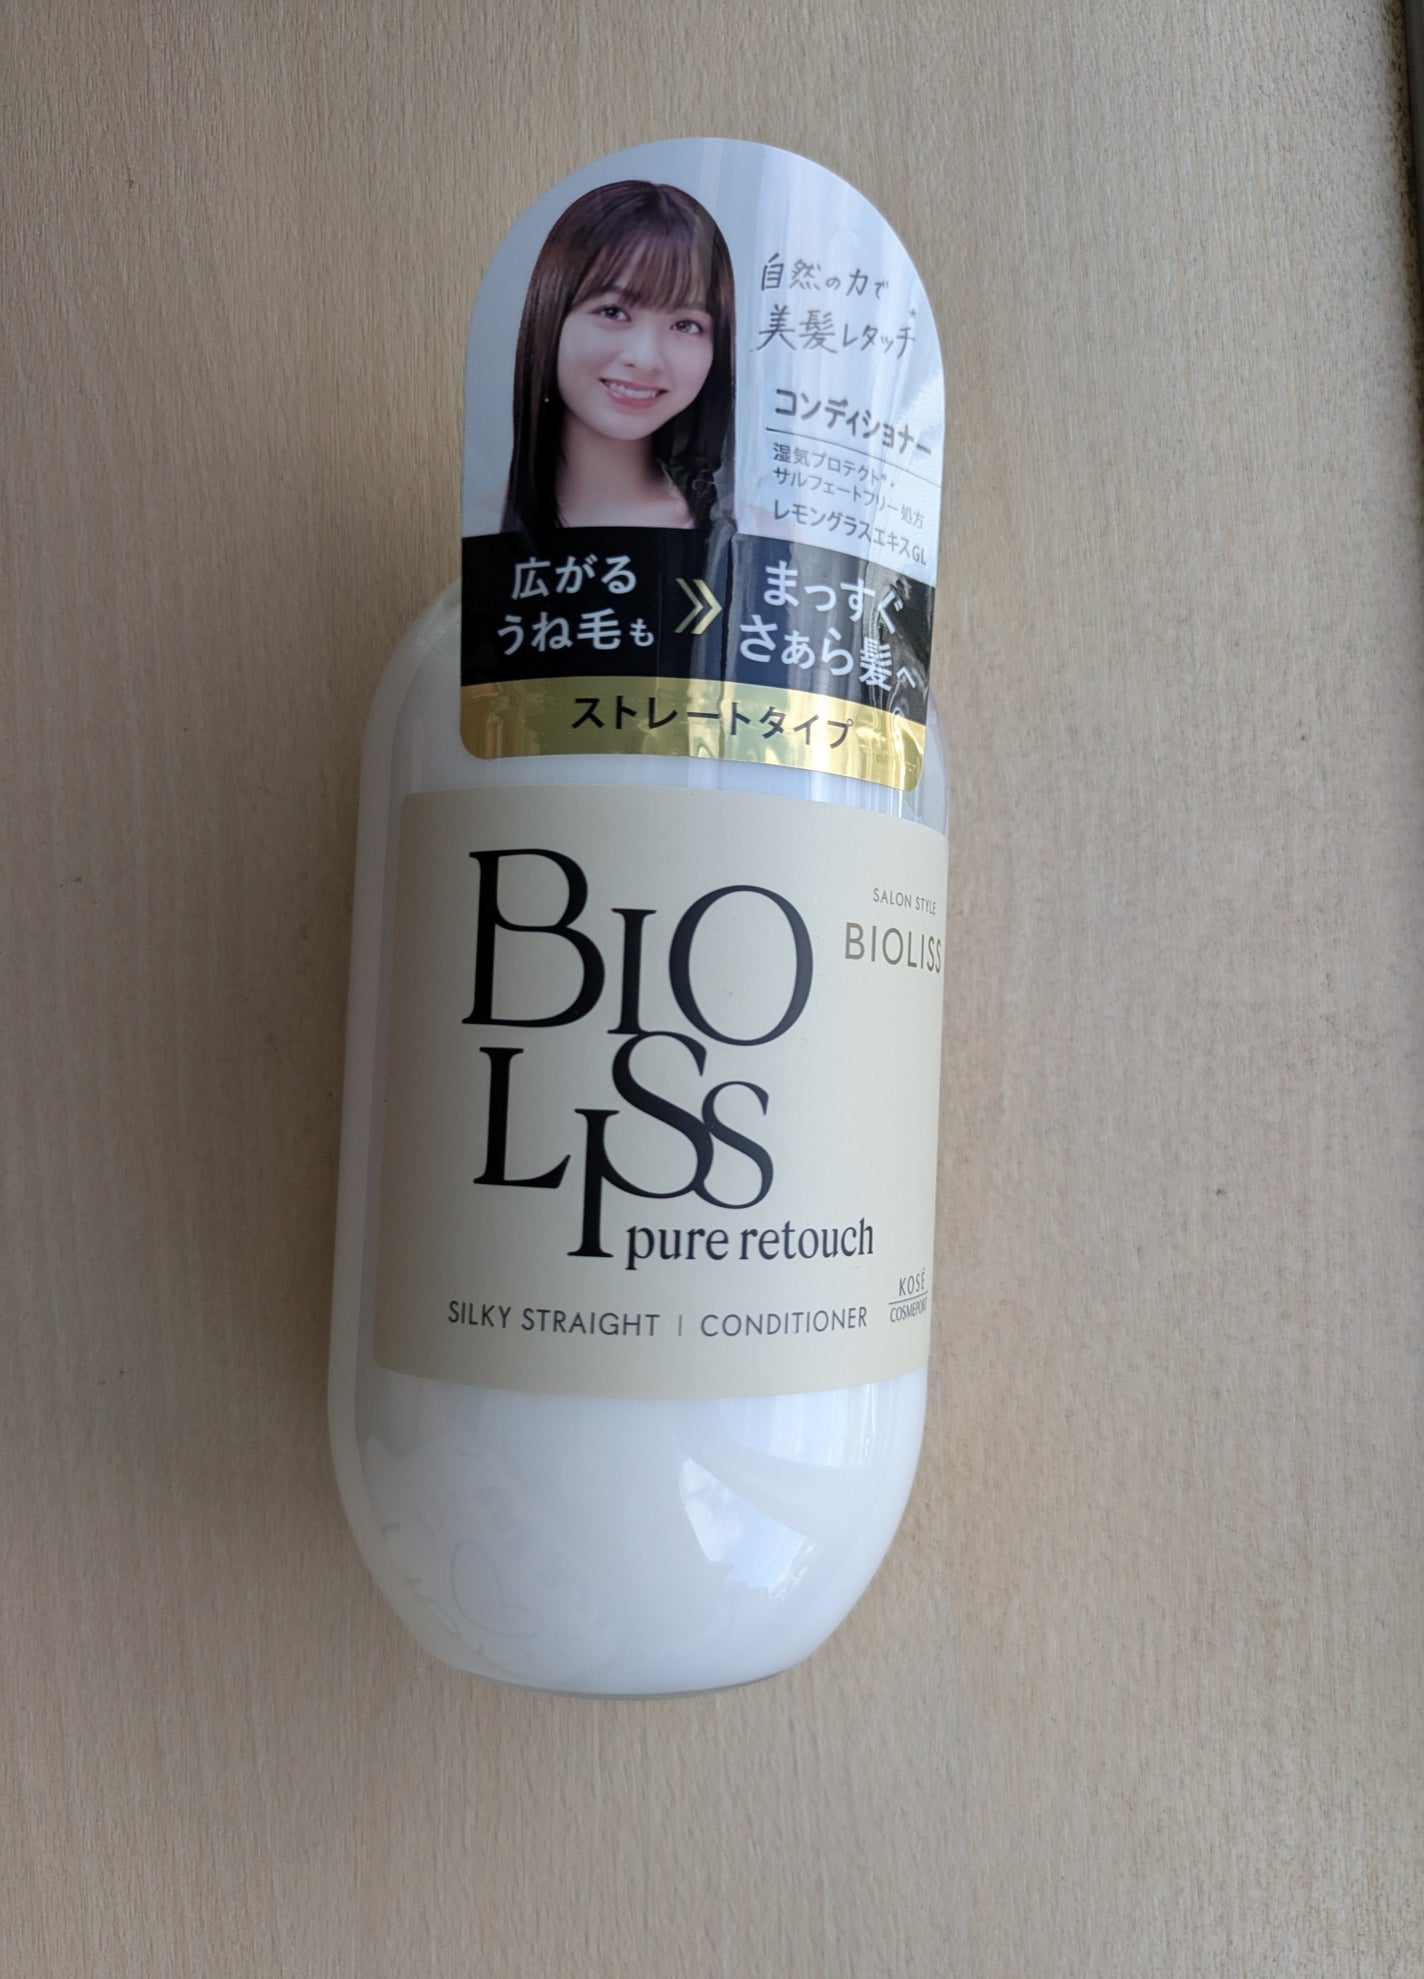 自然の力で
美髪レタッチ*
コンディショナー
湿気プロテクト*・
サルフェートフリー処方
レモングラスエキスGL
広がる
うね毛も
まっすぐ
さぁら髪へ
ストレートタイプ
BIO
LISS
pure retouch
SALON STYLE
BIOLISS
SILKY STRAIGHT | CONDITIONER
KOSÉ
COSMEPORT